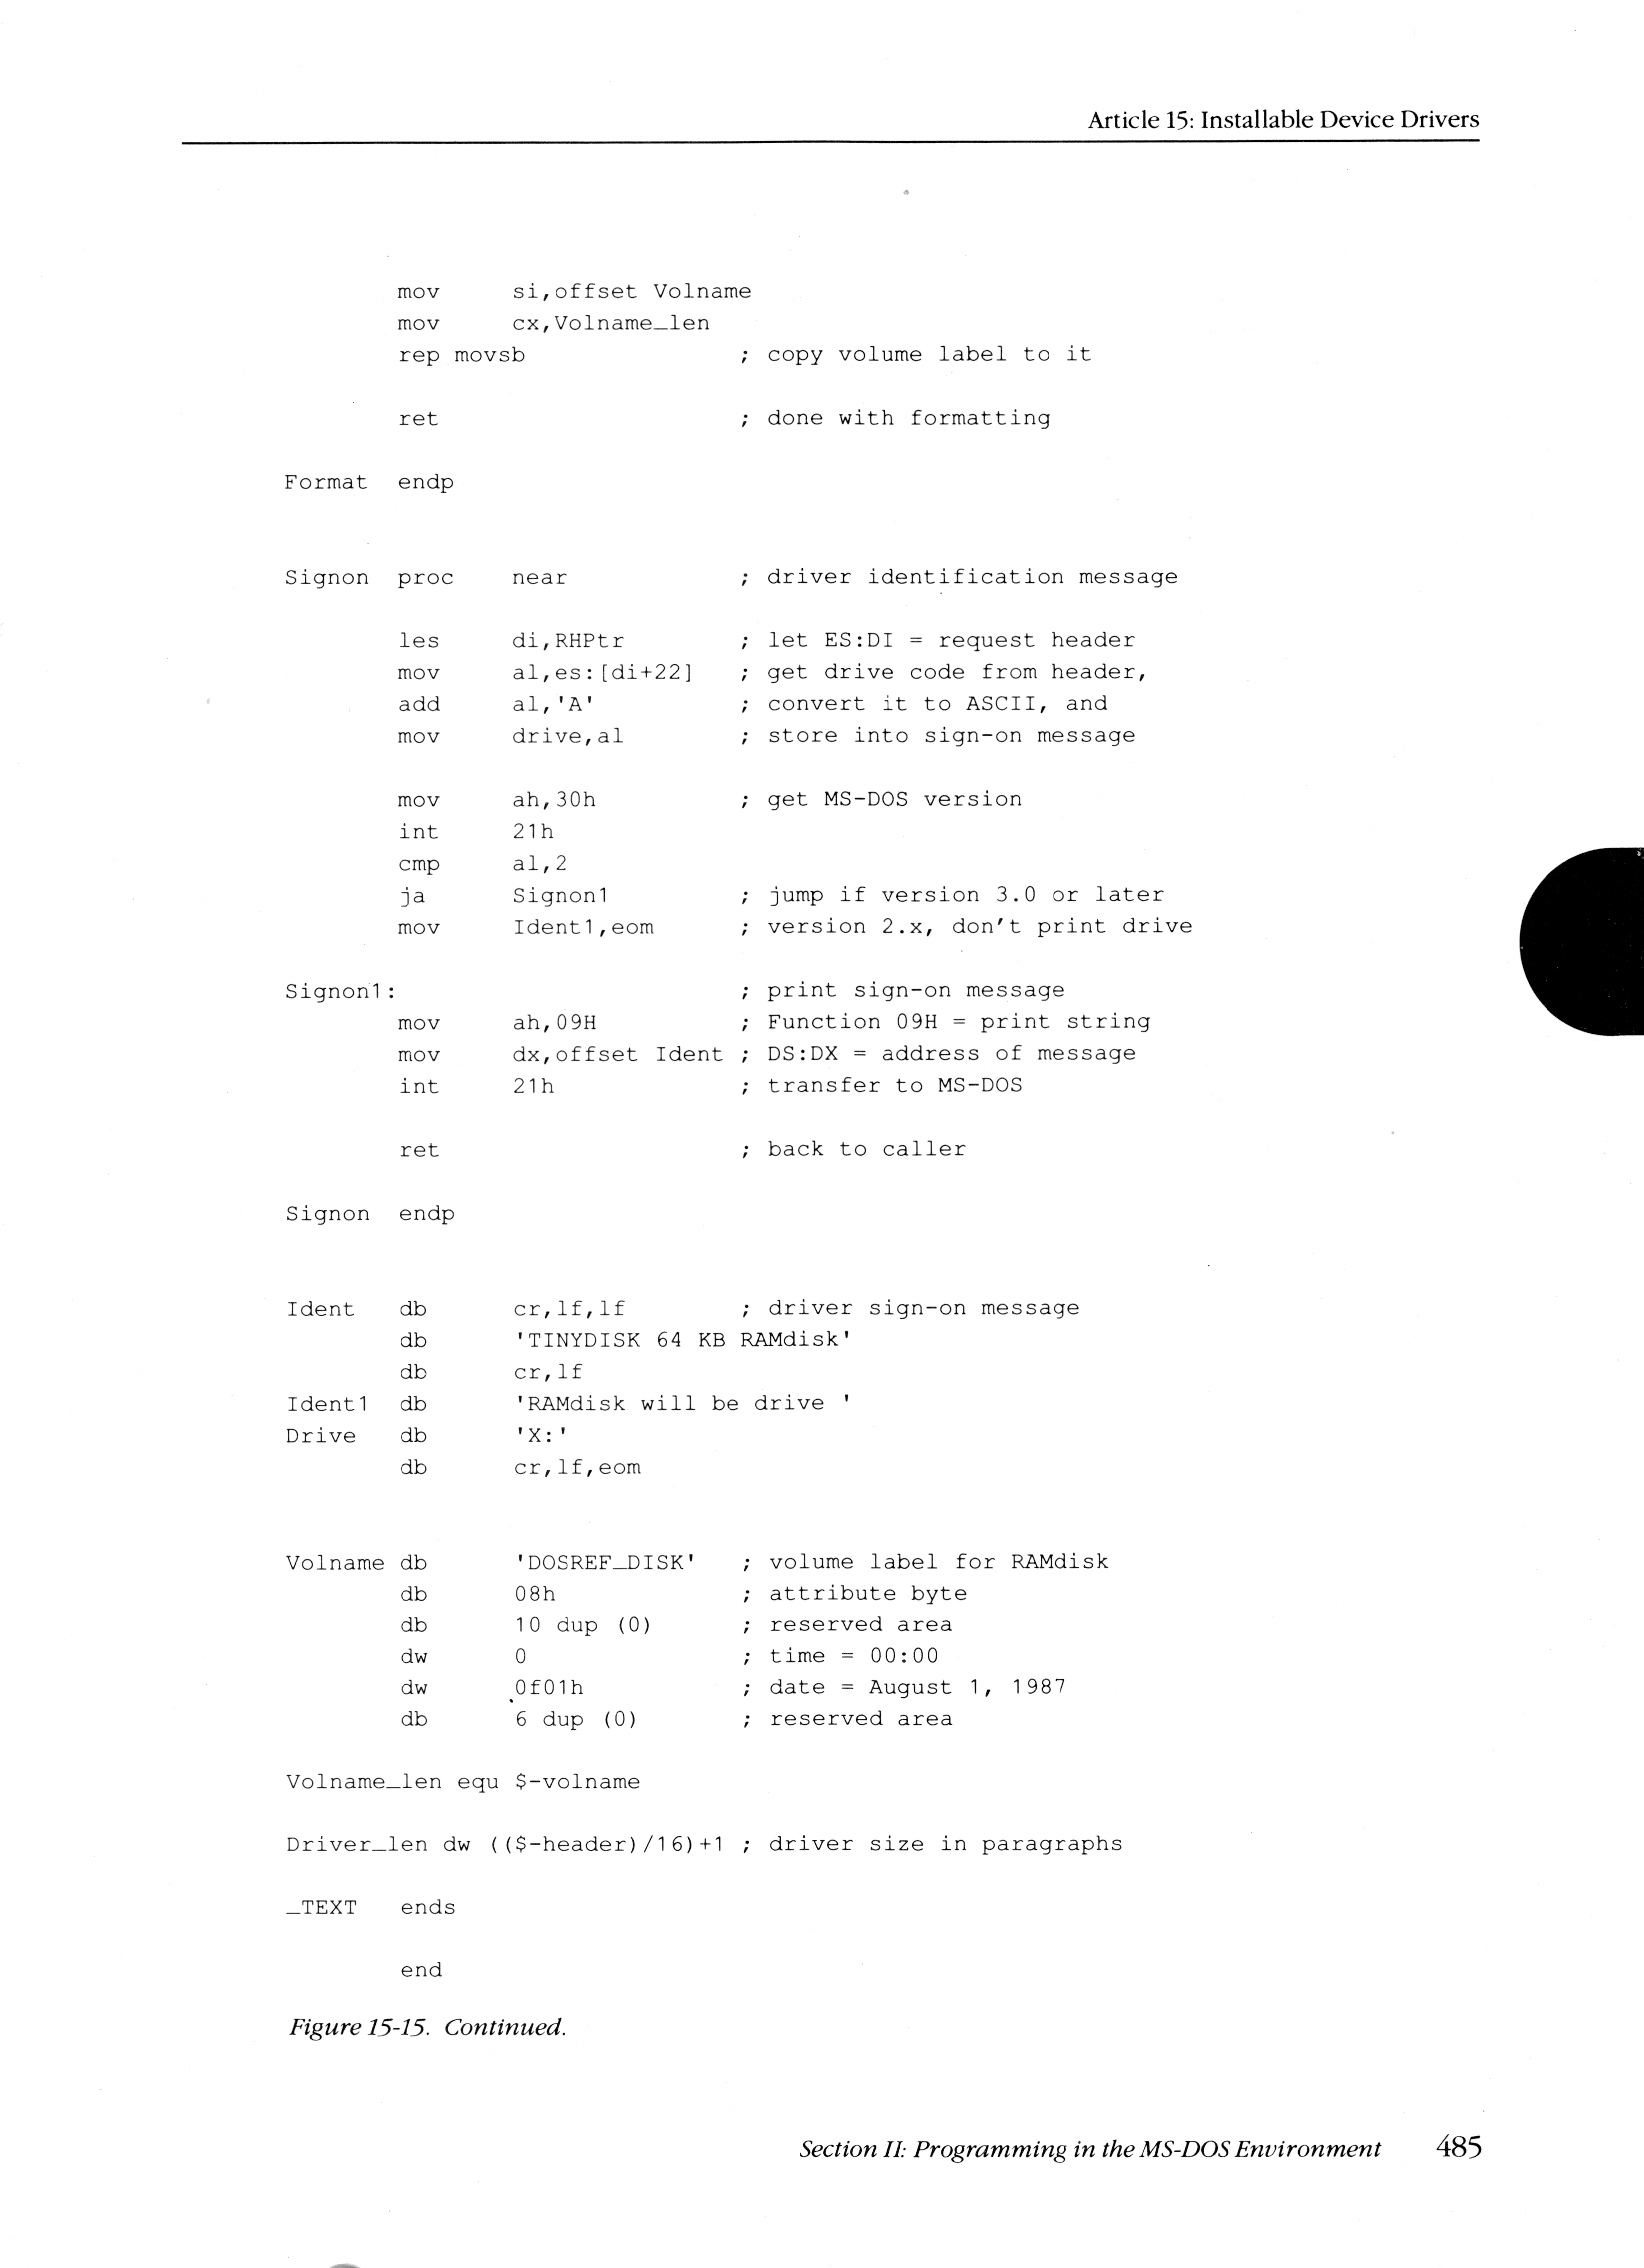 Article 15: Installable Device Drivers
mov si,offset Volname
mov cx,Volname_len
rep movsb ; copy volume label to it
ret ; done with formatting
Format endp
Signon proc near ; driver identification message
les di,RHPtr ; let ES:DI = request header
mov al,es:[di+22] ; get drive code from header,
add al,'A' ; convert it to ASCII, and
mov drive,al ; store into sign-on message
mov ah,30h ; get MS-DOS version
int 21h
cmp al,2
ja Signon1 ; jump if version 3.0 or later
mov Ident1,eom ; version 2.x, don't print drive
Signon1: ; print sign-on message
mov ah,09H ; Function 09H = print string
mov dx,offset Ident ; DS:DX = address of message
int 21h ; transfer to MS-DOS
ret ; back to caller
Signon endp
Ident db cr,lf,lf ; driver sign-on message
db 'TINYDISK 64 KB RAMdisk'
db cr,lf
Ident1 db 'RAMdisk will be drive '
Drive db 'X:'
db cr,lf,eom
Volname db 'DOSREF_DISK' ; volume label for RAMdisk
db 08h ; attribute byte
db 10 dup (0) ; reserved area
dw 0 ; time = 00:00
dw 0f01h ; date = August 1, 1987
db 6 dup (0) ; reserved area
Volname_len equ $-volname
Driver_len dw (($-header)/16)+1 ; driver size in paragraphs
_TEXT ends
end
Figure 15-15. Continued.
Section II: Programming in the MS-DOS Environment 485